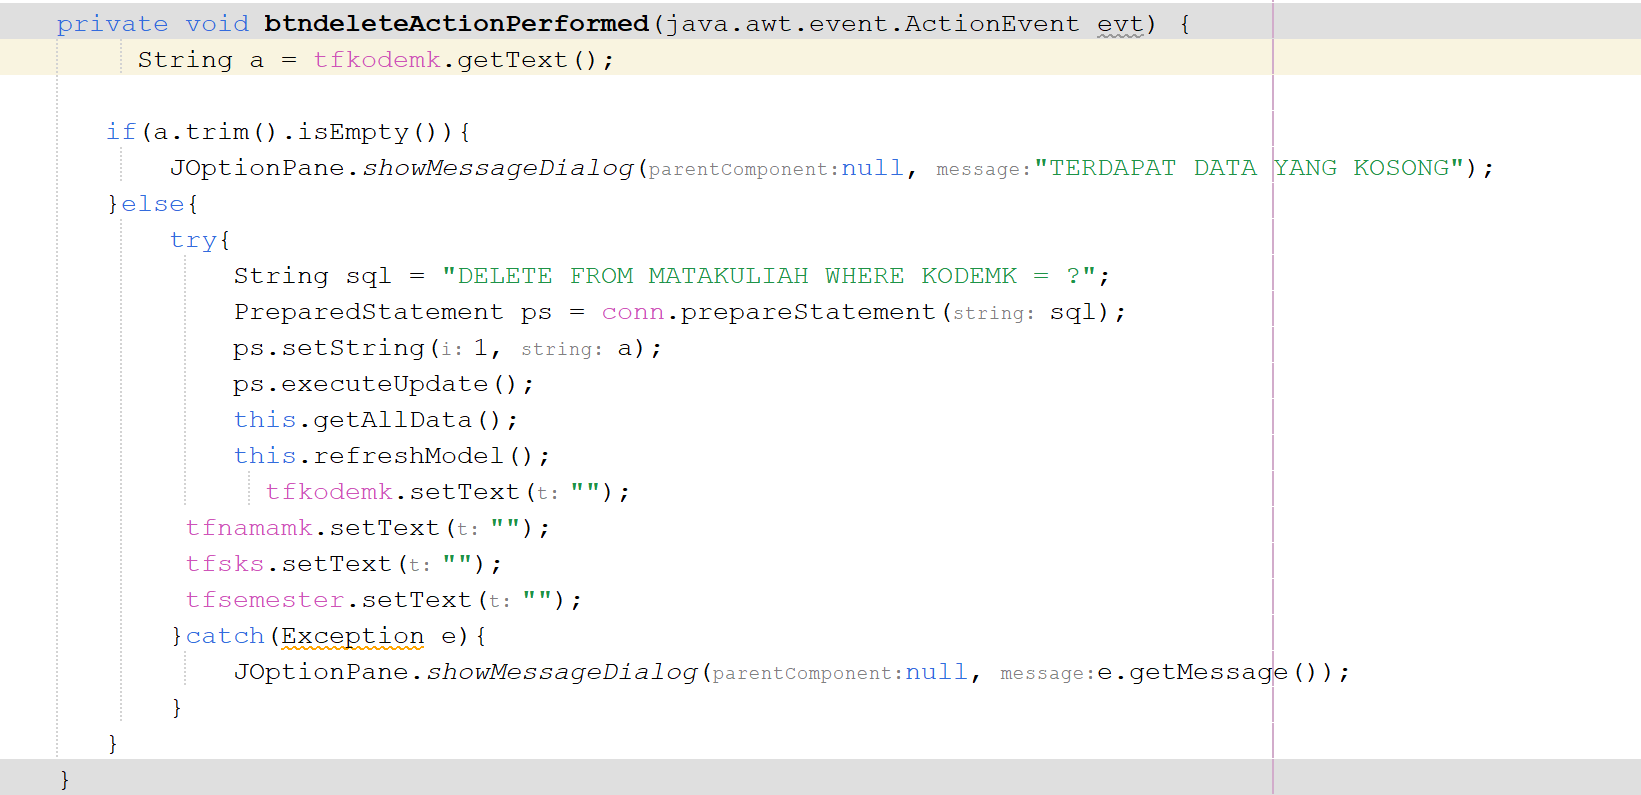 private void btndeleteActionPerformed(java.awt.event.ActionEvent evt) {
String a = tfkodemk.getText();
if(a.trim().isEmpty()){
JOptionPane.showMessageDialog(parentComponent:null, message:"TERDAPAT DATA YANG KOSONG");
}else{
try{
String sql = "DELETE FROM MATAKULIAH WHERE KODEMK = ?";
PreparedStatement ps = conn.prepareStatement(string: sql);
ps.setString(i: 1, string: a);
ps.executeUpdate();
this.getAllData();
this.refreshModel();
tfkodemk.setText(t: "");
tfnamamk.setText(t: "");
tfsks.setText(t: "");
tfsemester.setText(t: "");
}catch(Exception e){
JOptionPane.showMessageDialog(parentComponent:null, message:e.getMessage());
}
}
}